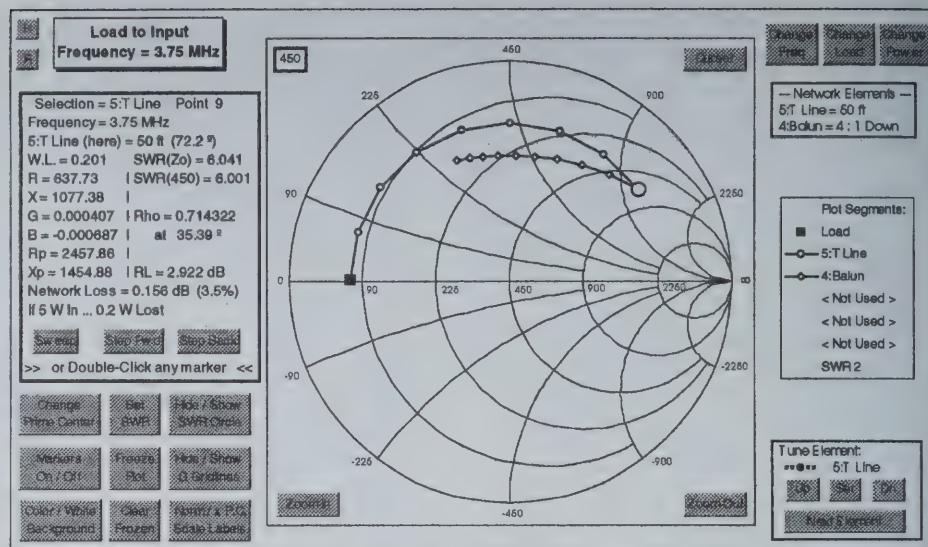 Load to Input
Frequency = 3.75 MHz
Selection = 5:T Line Point 9
Frequency = 3.75 MHz
5:T Line (here) = 50 ft (72.2 º)
W.L. = 0.201 SWR(Zo) = 6.041
R = 637.73 | SWR(450) = 6.001
X = 1077.38 |
G = 0.000407 | Rho = 0.714322
B = -0.000687 | at 35.39 º
Rp = 2457.86 |
Xp = 1454.88 | RL = 2.922 dB
Network Loss = 0.156 dB (3.5%)
If 5 W In ... 0.2 W Lost
Sweep Step Fwd Step Back
>> or Double-Click any marker <<
Change Prime Center
Set SWR
Hide / Show SWR Circle
Markers On / Off
Freeze Plot
Hide / Show G Gridlines
Color / White Background
Clear Frozen
Scale Labels
450
450
Cursor
225
900
90
2250
0
90
225
450
900
2250
∞
-90
-2250
-225
-900
-450
Zoom-In
Zoom-Out
Change Freq
Change Load
Change Power
--- Network Elements ---
5:T Line = 50 ft
4:Balun = 4 : 1 Down
Plot Segments:
Load
5:T Line
4:Balun
< Not Used >
< Not Used >
< Not Used >
SWR 2
Tune Element:
5:T Line
Up Set Dn
Next Element